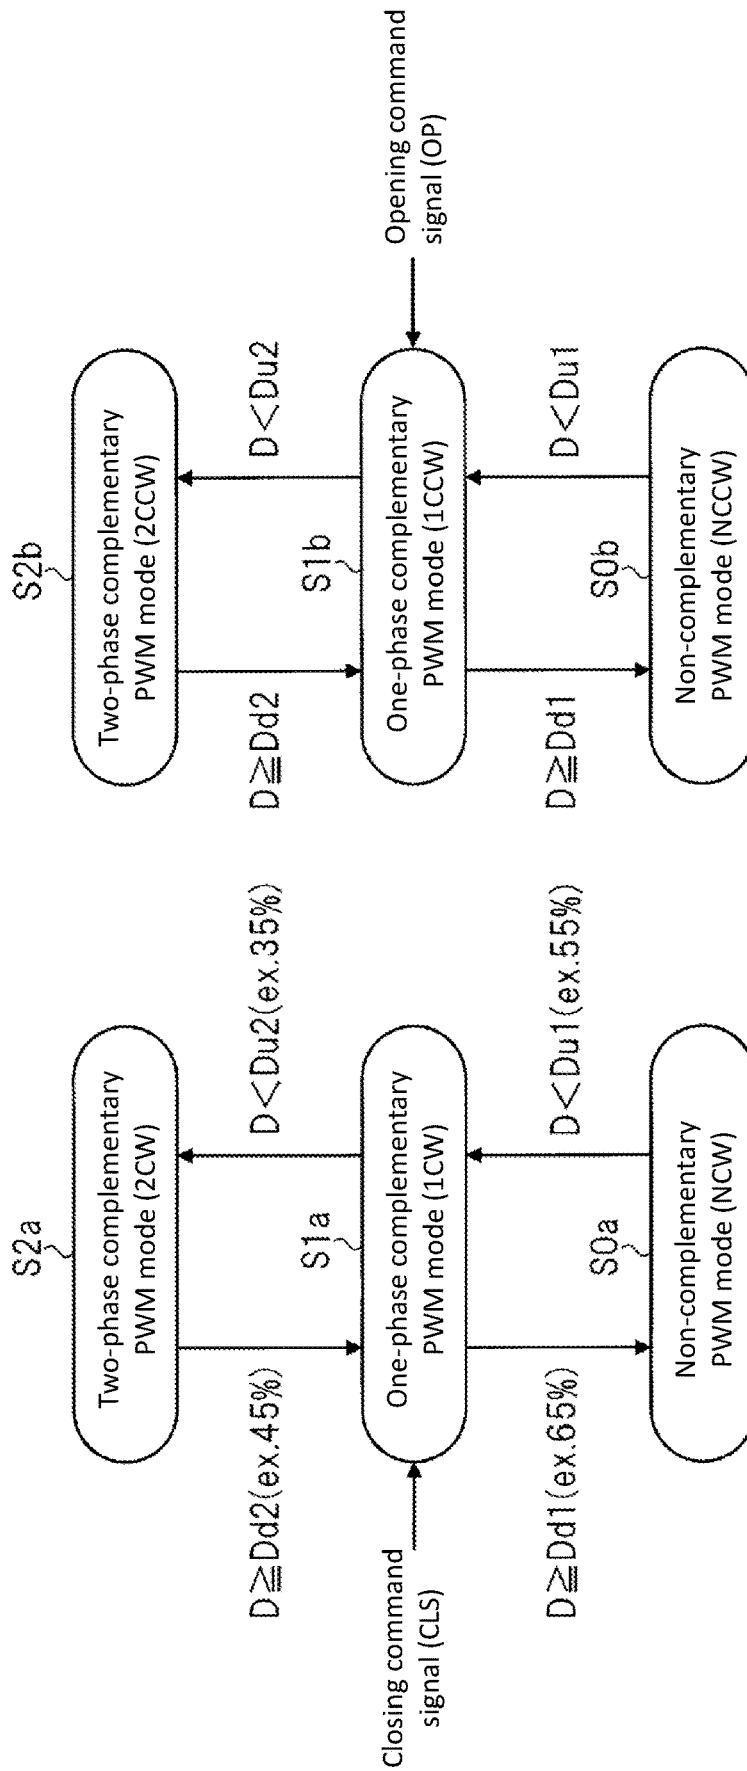 S2a
Two-phase complementary
PWM mode (2CW)
D≧Dd2(ex.45%)
D<Du2(ex.35%)
Closing command
signal (CLS)
S1a
One-phase complementary
PWM mode (1CW)
D≧Dd1(ex.65%)
D<Du1(ex.55%)
S0a
Non-complementary
PWM mode (NCW)
S2b
Two-phase complementary
PWM mode (2CCW)
D≧Dd2
D<Du2
S1b
One-phase complementary
PWM mode (1CCW)
Opening command
signal (OP)
D≧Dd1
D<Du1
S0b
Non-complementary
PWM mode (NCCW)